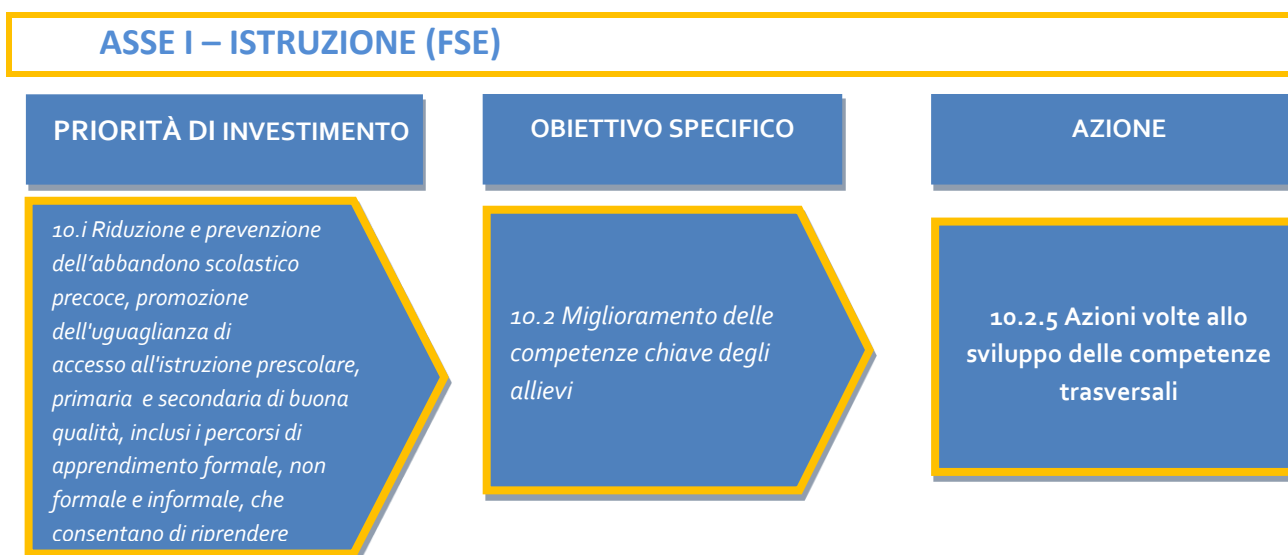 ASSE I – ISTRUZIONE (FSE)
PRIORITÀ DI INVESTIMENTO
10.i Riduzione e prevenzione
dell’abbandono scolastico
precoce, promozione
dell'uguaglianza di
accesso all'istruzione prescolare,
primaria e secondaria di buona
qualità, inclusi i percorsi di
apprendimento formale, non
formale e informale, che
consentano di riprendere
OBIETTIVO SPECIFICO
10.2 Miglioramento delle
competenze chiave degli
allievi
AZIONE
10.2.5 Azioni volte allo
sviluppo delle competenze
trasversali